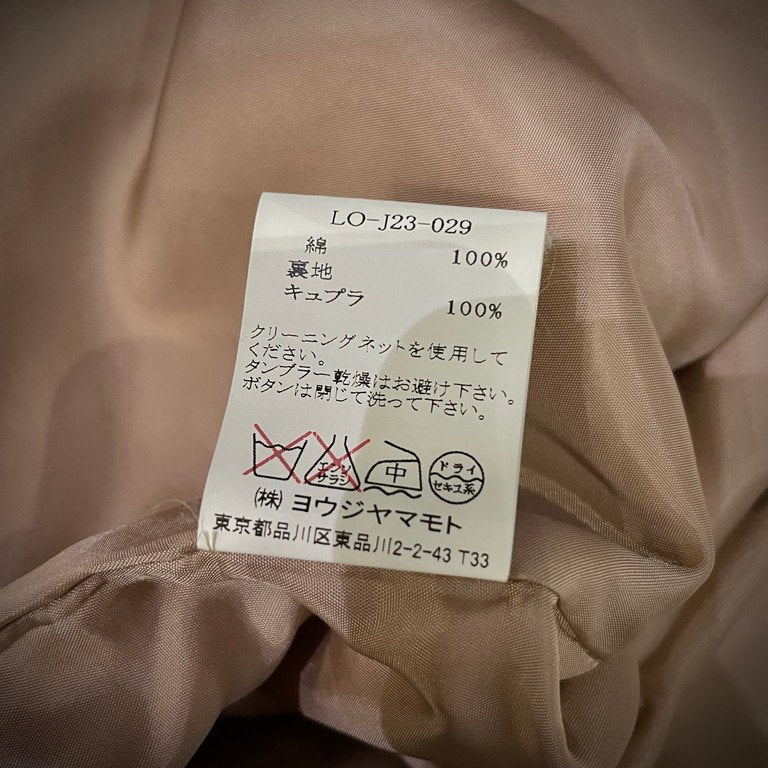 LO-J23-029
綿 100%
裏地
キュプラ 100%
クリーニングネットを使用して
ください。
タンブラー乾燥はお避け下さい。
ボタンは閉じて洗って下さい。
エンソ
サラシ
中
ドライ
セキユ系
(株) ヨウジヤマモト
東京都品川区東品川2-2-43 T33